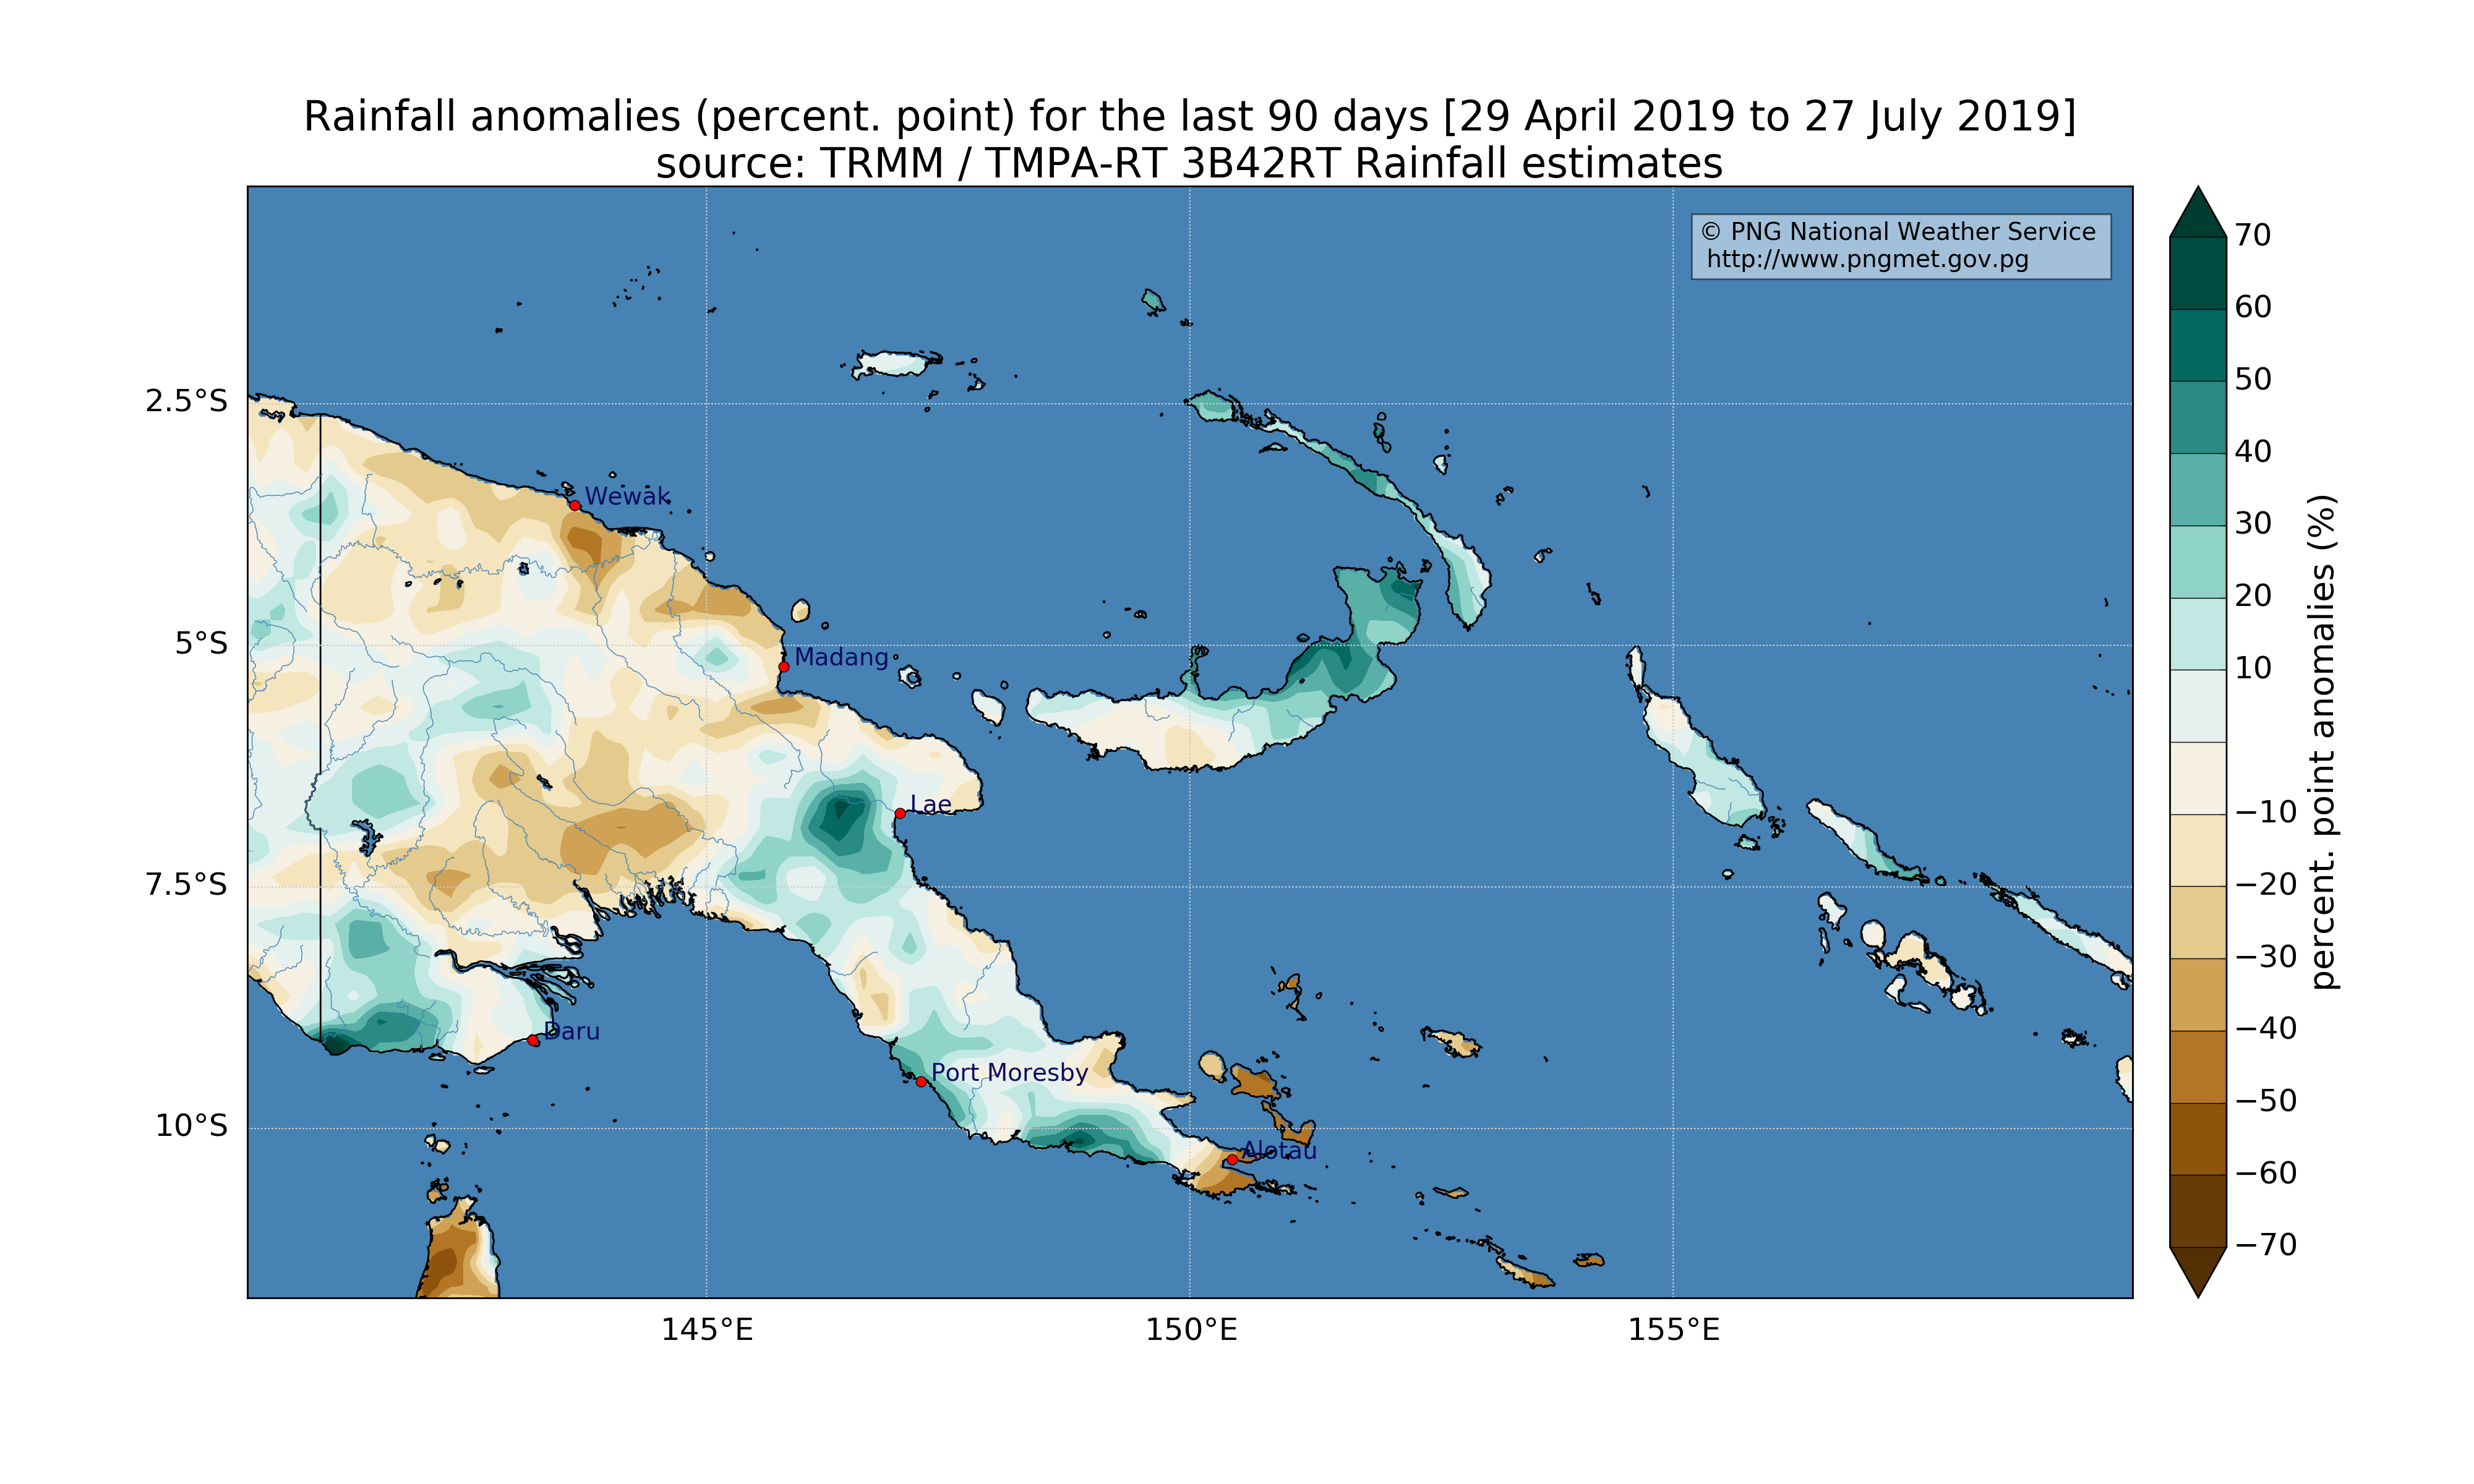 Rainfall anomalies (percent. point) for the last 90 days [29 April 2019 to 27 July 2019]
source: TRMM / TMPA-RT 3B42RT Rainfall estimates
© PNG National Weather Service
http://www.pngmet.gov.pg
2.5°S
5°S
7.5°S
10°S
145°E
150°E
155°E
Wewak
Madang
Lae
Daru
Port Moresby
Alotau
70
60
50
40
30
20
10
−10
−20
−30
−40
−50
−60
−70
percent. point anomalies (%)